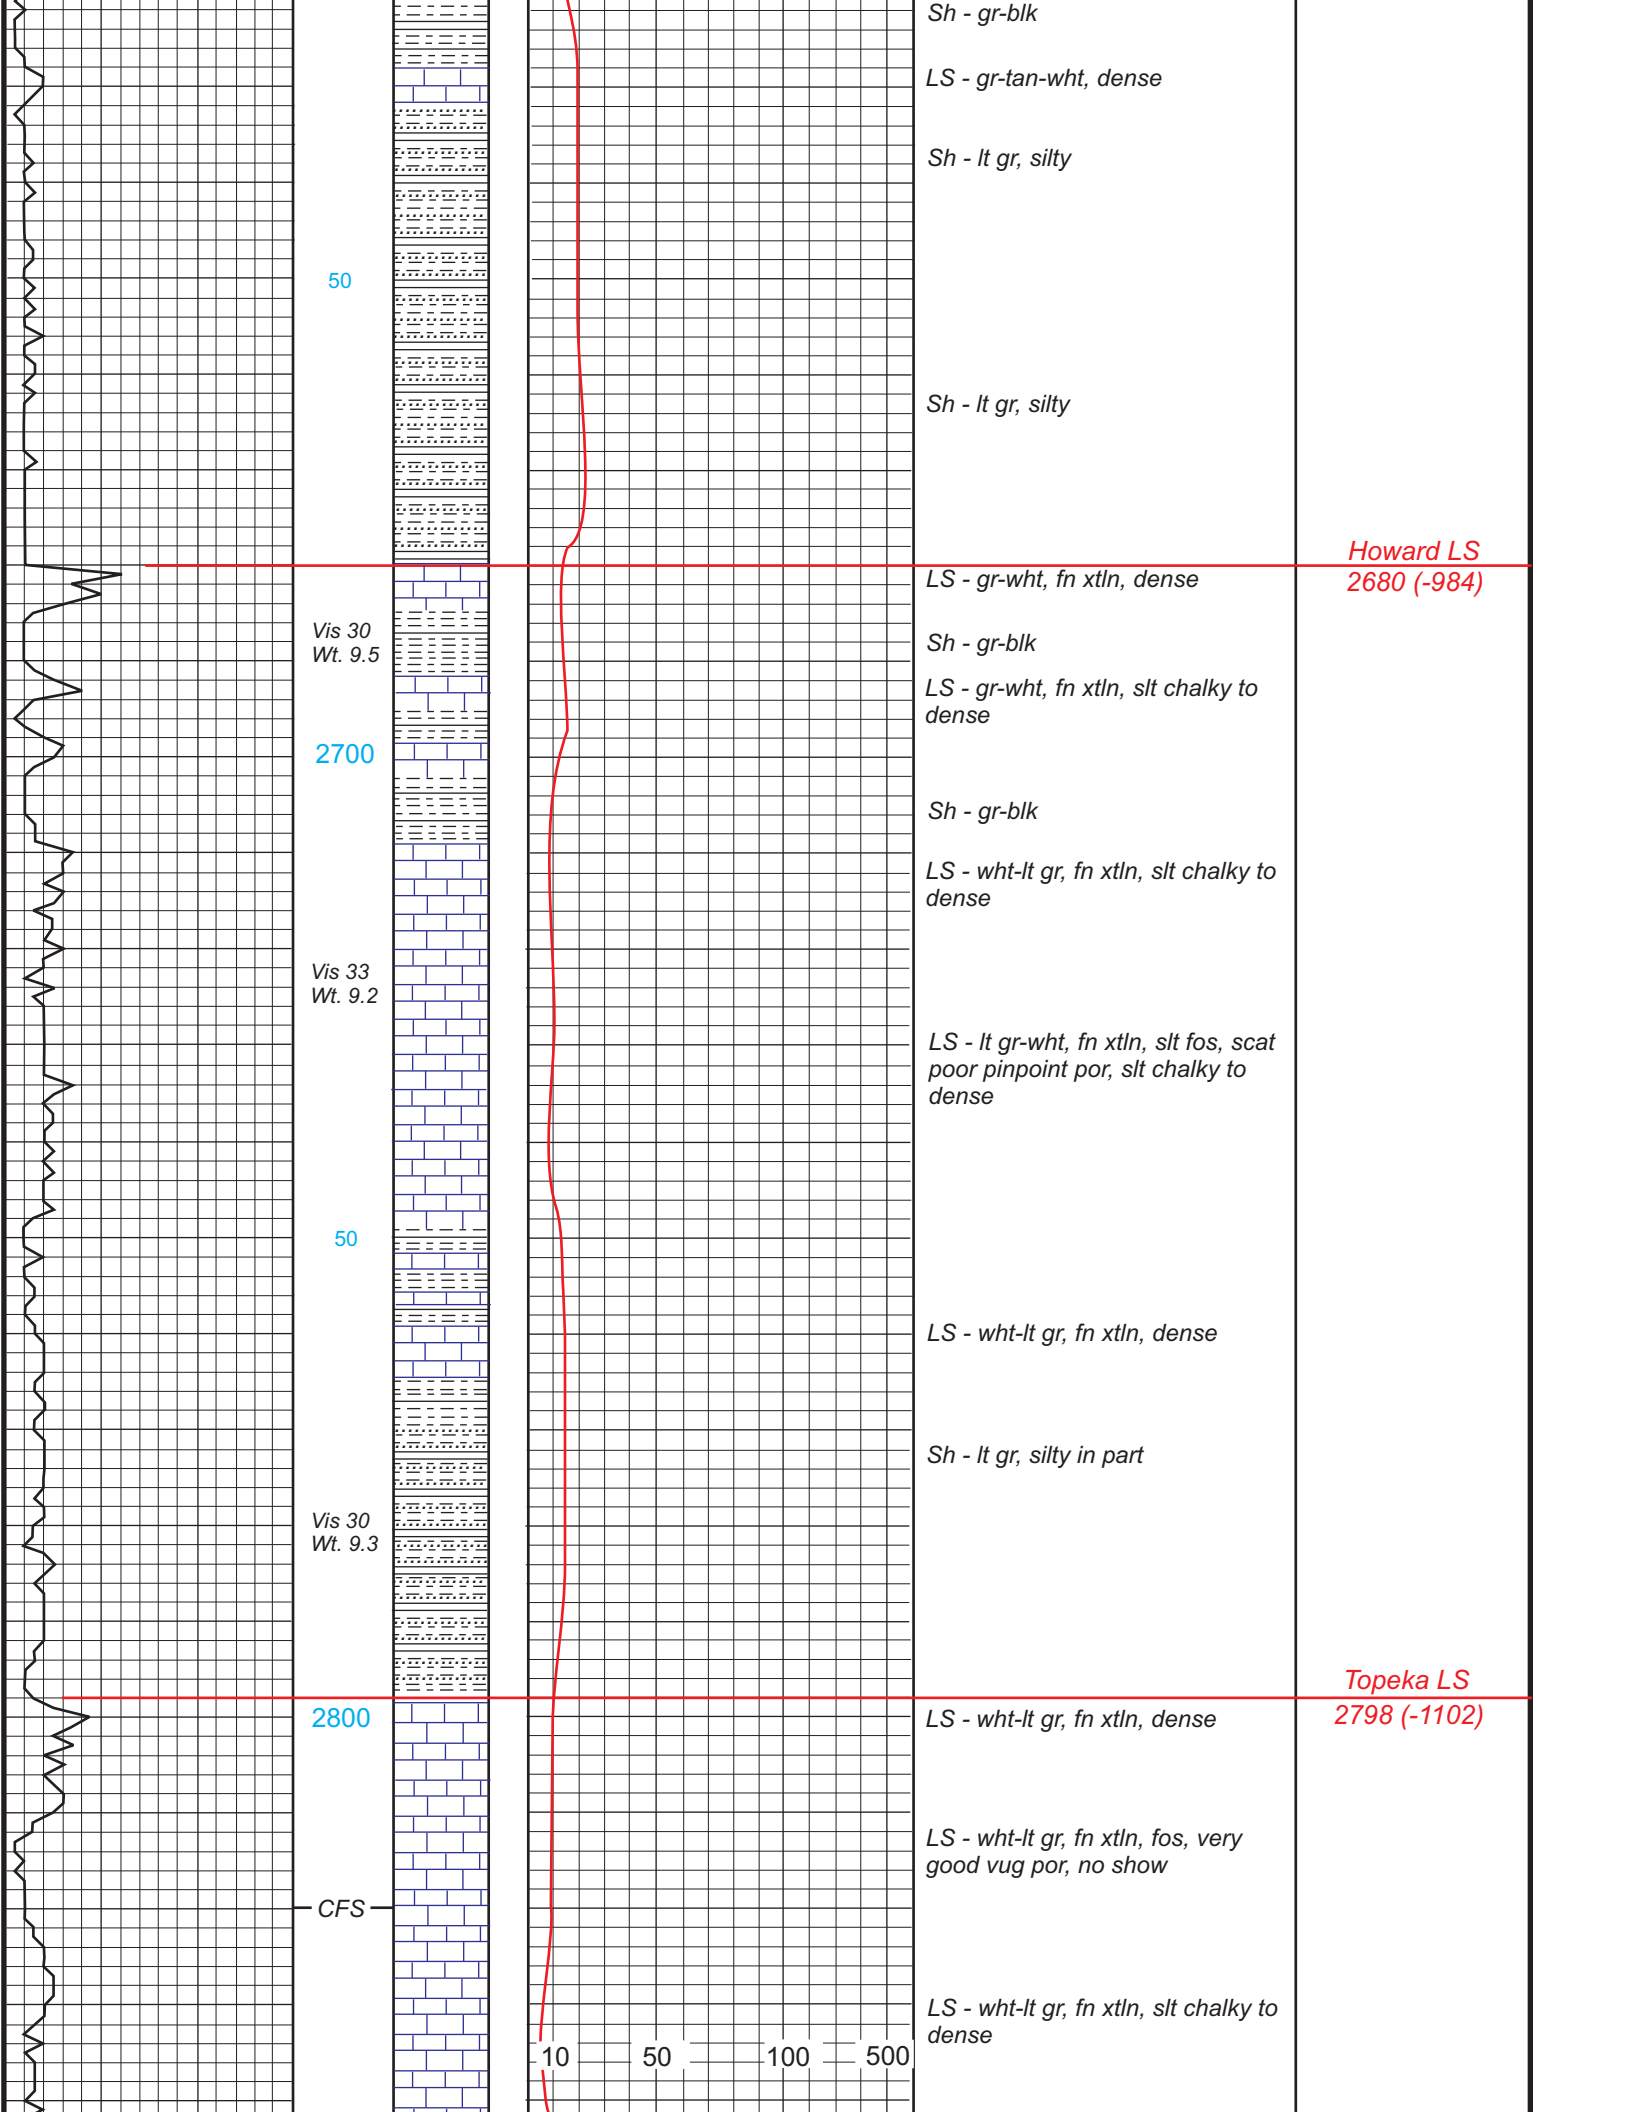 Sh - gr-blk
LS - gr-tan-wht, dense
Sh - lt gr, silty
50
Sh - lt gr, silty
Howard LS
2680 (-984)
LS - gr-wht, fn xtln, dense
Vis 30
Wt. 9.5
Sh - gr-blk
LS - gr-wht, fn xtln, slt chalky to
dense
2700
Sh - gr-blk
LS - wht-lt gr, fn xtln, slt chalky to
dense
Vis 33
Wt. 9.2
LS - lt gr-wht, fn xtln, slt fos, scat
poor pinpoint por, slt chalky to
dense
50
LS - wht-lt gr, fn xtln, dense
Sh - lt gr, silty in part
Vis 30
Wt. 9.3
Topeka LS
2798 (-1102)
2800
LS - wht-lt gr, fn xtln, dense
LS - wht-lt gr, fn xtln, fos, very
good vug por, no show
CFS
LS - wht-lt gr, fn xtln, slt chalky to
dense
10 50 100 500